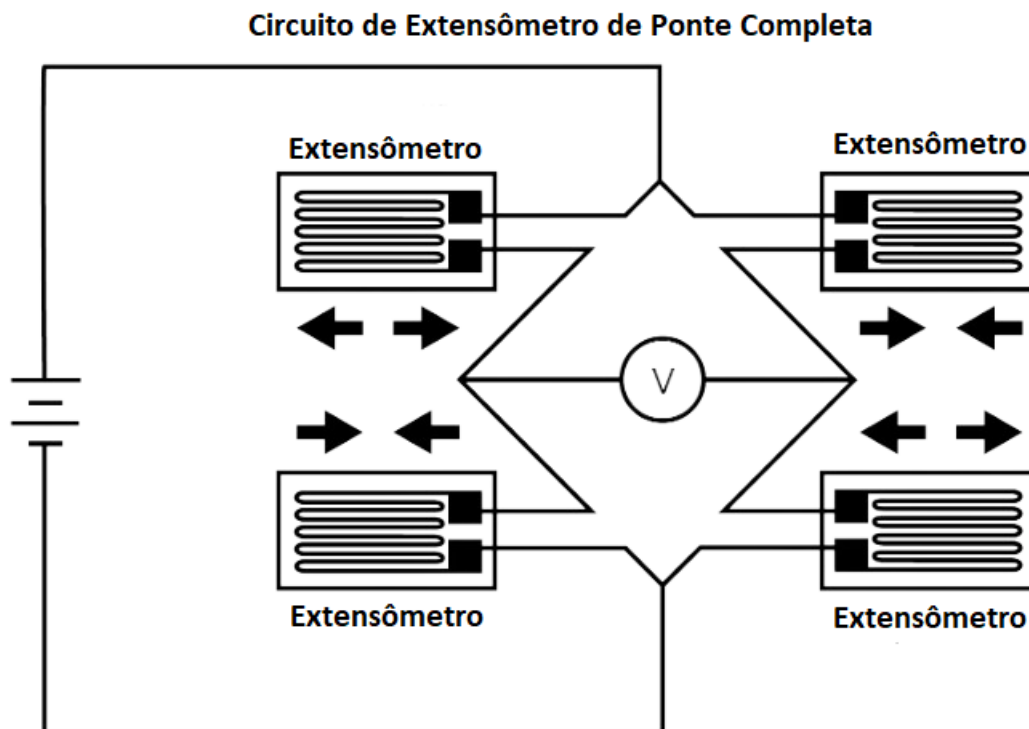 Circuito de Extensômetro de Ponte Completa
Extensômetro
Extensômetro
V
Extensômetro
Extensômetro